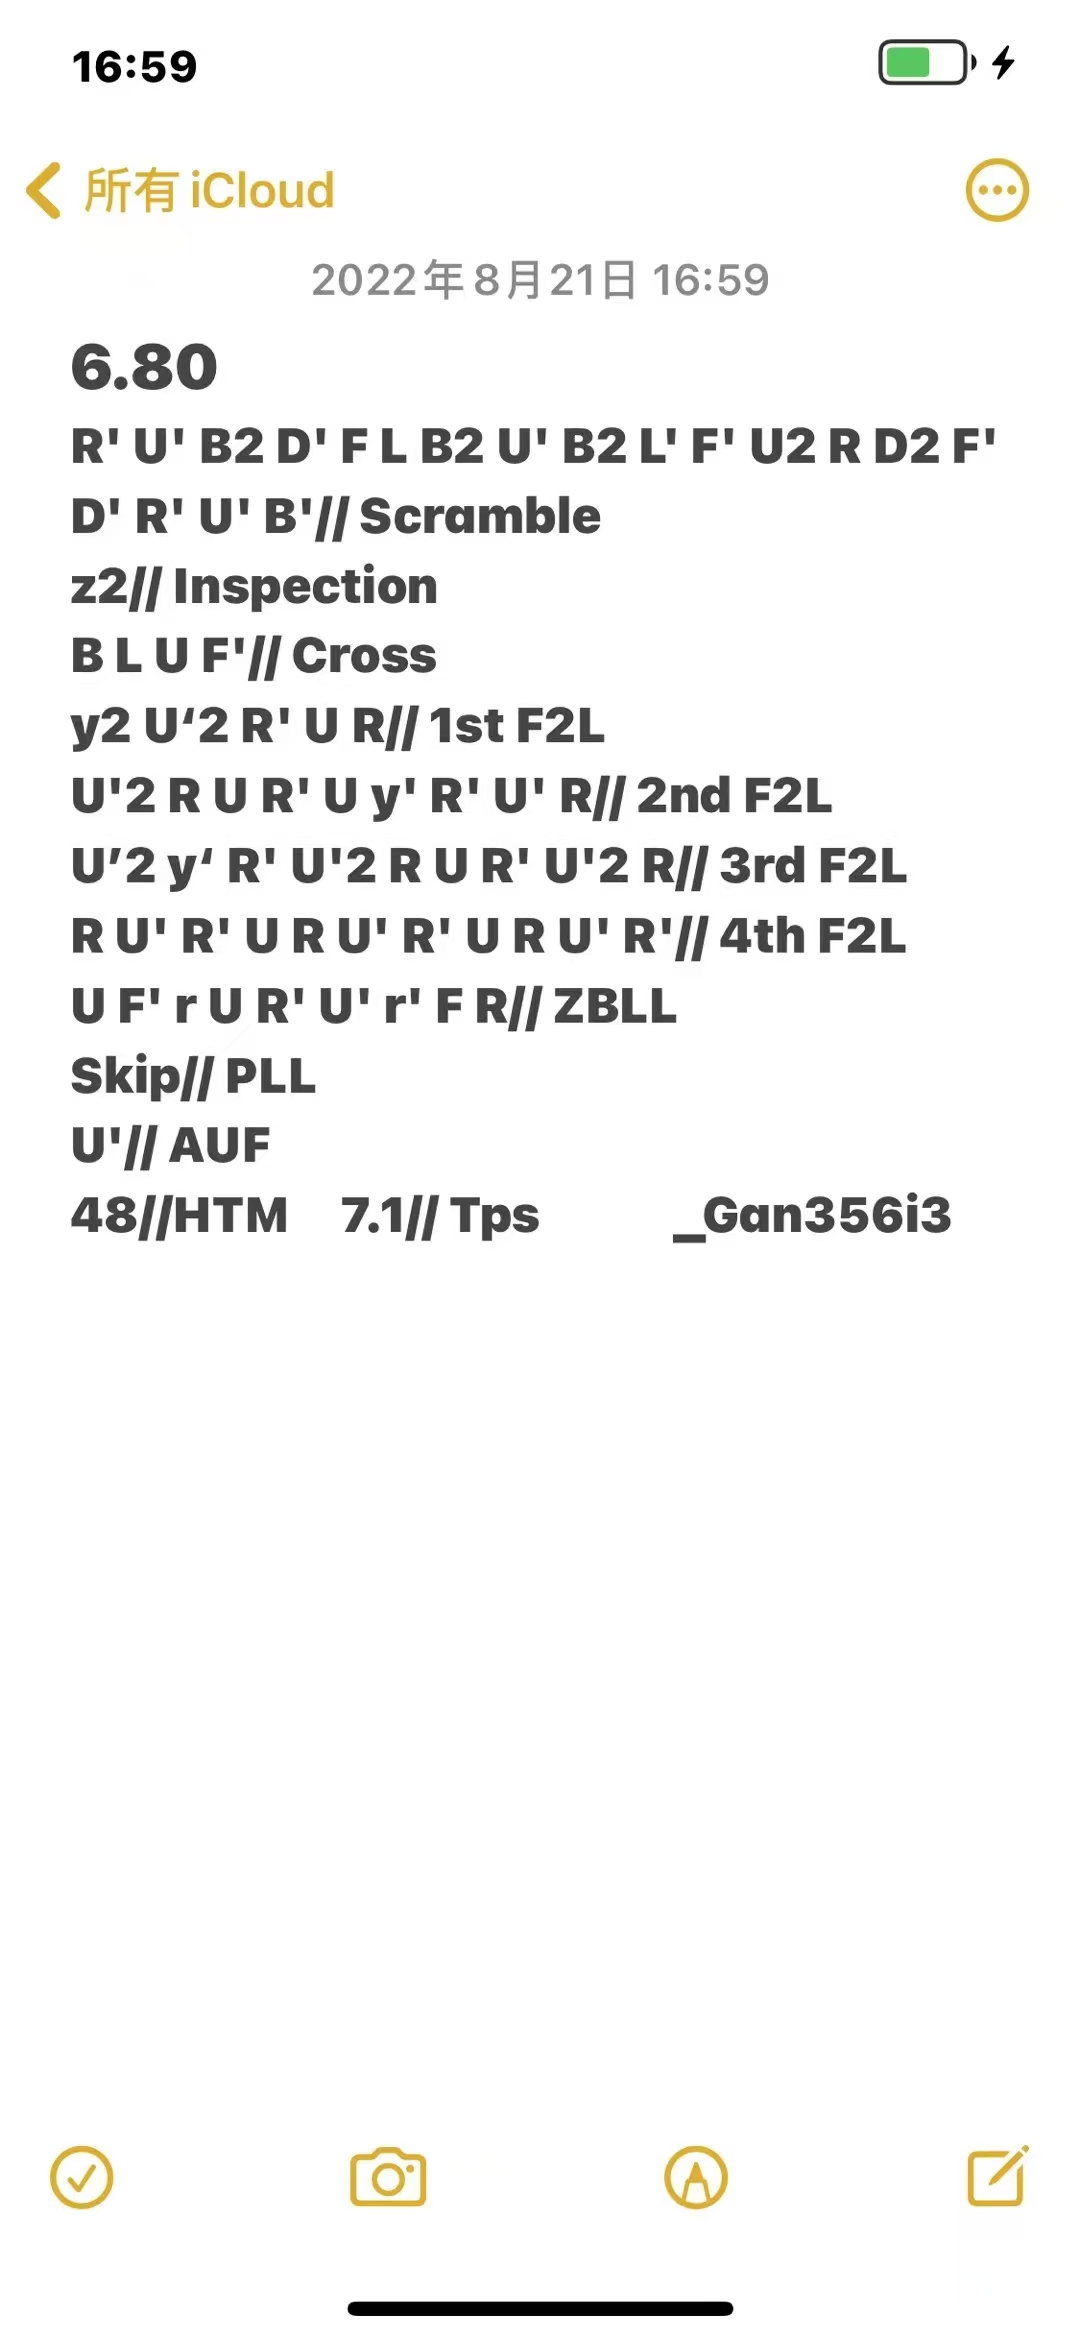 16:59
所有 iCloud
2022年8月21日 16:59
6.80
R' U' B2 D' F L B2 U' B2 L' F' U2 R D2 F'
D' R' U' B'// Scramble
z2// Inspection
B L U F'// Cross
y2 U‘2 R' U R// 1st F2L
U'2 R U R' U y' R' U' R// 2nd F2L
U’2 y‘ R' U'2 R U R' U'2 R// 3rd F2L
R U' R' U R U' R' U R U' R'// 4th F2L
U F' r U R' U' r' F R// ZBLL
Skip// PLL
U'// AUF
48//HTM 7.1// Tps _Gan356i3